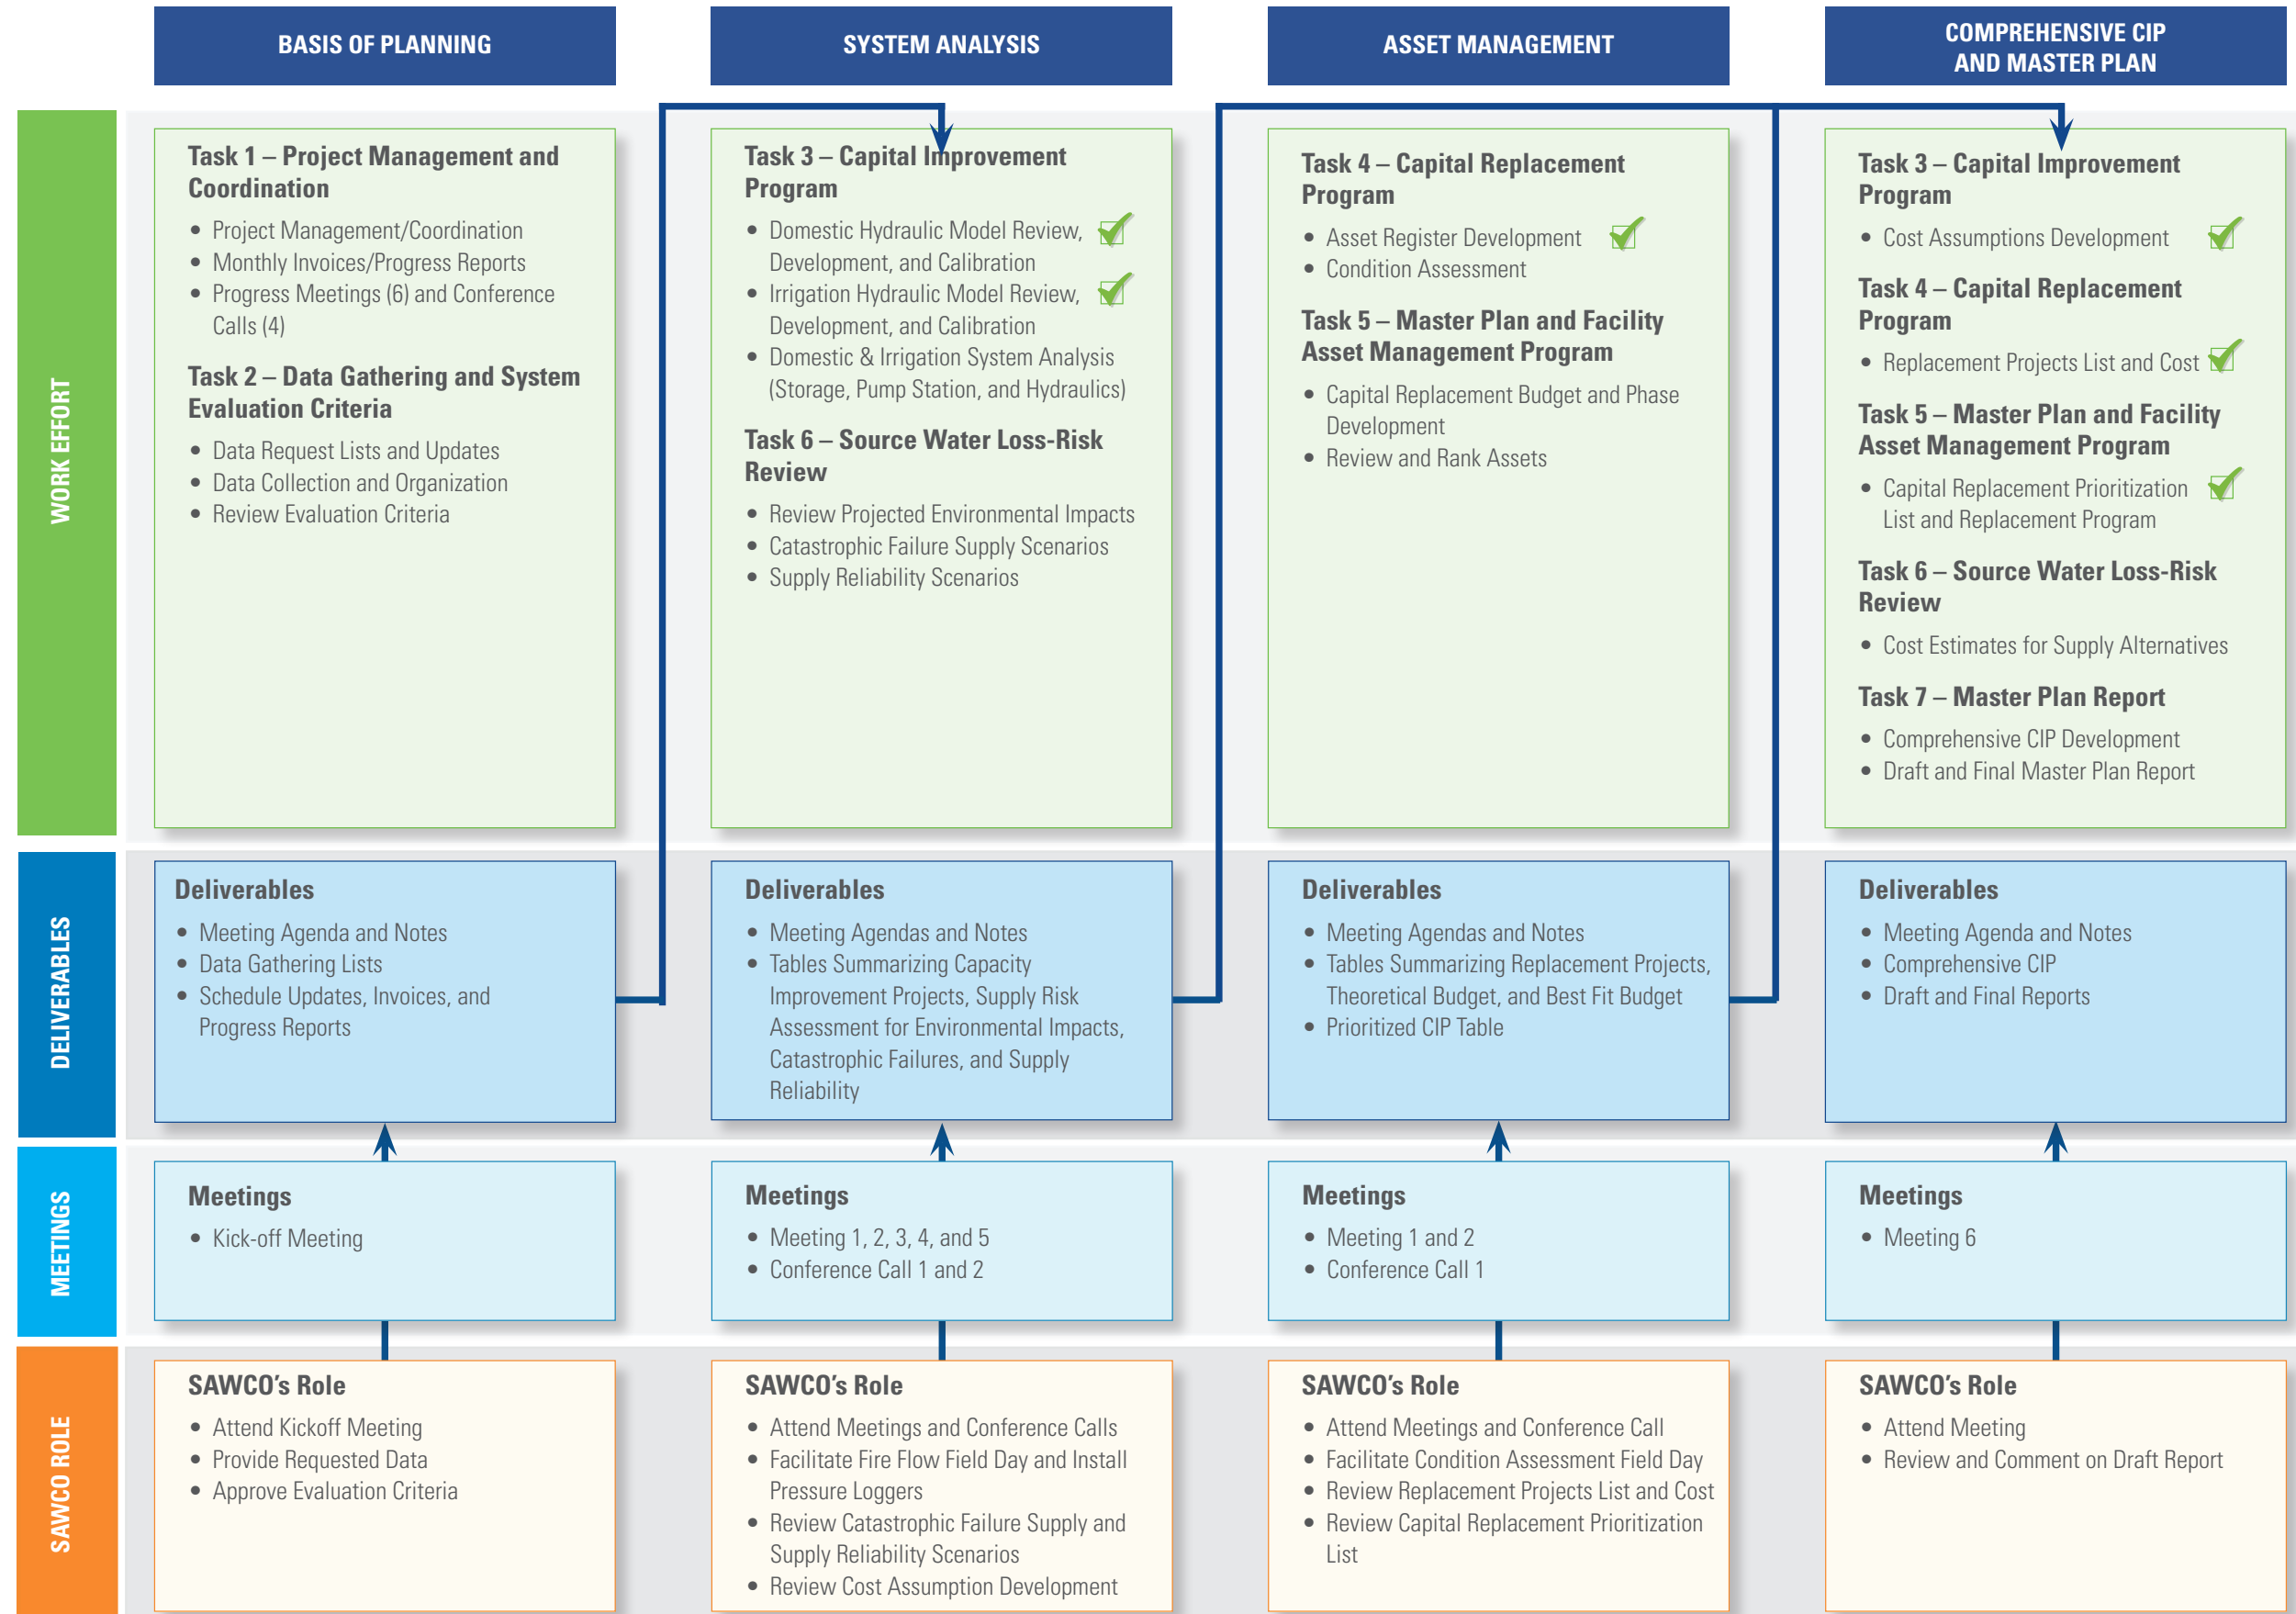 BASIS OF PLANNING
SYSTEM ANALYSIS
ASSET MANAGEMENT
COMPREHENSIVE CIP
AND MASTER PLAN
WORK EFFORT
Task 1 – Project Management and
Coordination
• Project Management/Coordination
• Monthly Invoices/Progress Reports
• Progress Meetings (6) and Conference
Calls (4)
Task 2 – Data Gathering and System
Evaluation Criteria
• Data Request Lists and Updates
• Data Collection and Organization
• Review Evaluation Criteria
Task 3 – Capital Improvement
Program
• Domestic Hydraulic Model Review,
Development, and Calibration
• Irrigation Hydraulic Model Review,
Development, and Calibration
• Domestic & Irrigation System Analysis
(Storage, Pump Station, and Hydraulics)
Task 6 – Source Water Loss-Risk
Review
• Review Projected Environmental Impacts
• Catastrophic Failure Supply Scenarios
• Supply Reliability Scenarios
Task 4 – Capital Replacement
Program
• Asset Register Development
• Condition Assessment
Task 5 – Master Plan and Facility
Asset Management Program
• Capital Replacement Budget and Phase
Development
• Review and Rank Assets
Task 3 – Capital Improvement
Program
• Cost Assumptions Development
Task 4 – Capital Replacement
Program
• Replacement Projects List and Cost
Task 5 – Master Plan and Facility
Asset Management Program
• Capital Replacement Prioritization
List and Replacement Program
Task 6 – Source Water Loss-Risk
Review
• Cost Estimates for Supply Alternatives
Task 7 – Master Plan Report
• Comprehensive CIP Development
• Draft and Final Master Plan Report
DELIVERABLES
Deliverables
• Meeting Agenda and Notes
• Data Gathering Lists
• Schedule Updates, Invoices, and
Progress Reports
Deliverables
• Meeting Agendas and Notes
• Tables Summarizing Capacity
Improvement Projects, Supply Risk
Assessment for Environmental Impacts,
Catastrophic Failures, and Supply
Reliability
Deliverables
• Meeting Agendas and Notes
• Tables Summarizing Replacement Projects,
Theoretical Budget, and Best Fit Budget
• Prioritized CIP Table
Deliverables
• Meeting Agenda and Notes
• Comprehensive CIP
• Draft and Final Reports
MEETINGS
Meetings
• Kick-off Meeting
Meetings
• Meeting 1, 2, 3, 4, and 5
• Conference Call 1 and 2
Meetings
• Meeting 1 and 2
• Conference Call 1
Meetings
• Meeting 6
SAWCO ROLE
SAWCO’s Role
• Attend Kickoff Meeting
• Provide Requested Data
• Approve Evaluation Criteria
SAWCO’s Role
• Attend Meetings and Conference Calls
• Facilitate Fire Flow Field Day and Install
Pressure Loggers
• Review Catastrophic Failure Supply and
Supply Reliability Scenarios
• Review Cost Assumption Development
SAWCO’s Role
• Attend Meetings and Conference Call
• Facilitate Condition Assessment Field Day
• Review Replacement Projects List and Cost
• Review Capital Replacement Prioritization
List
SAWCO’s Role
• Attend Meeting
• Review and Comment on Draft Report